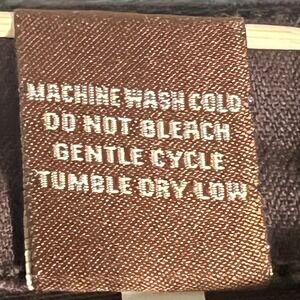 MACHINE WASH COLD
DO NOT BLEACH
GENTLE CYCLE
TUMBLE DRY LOW